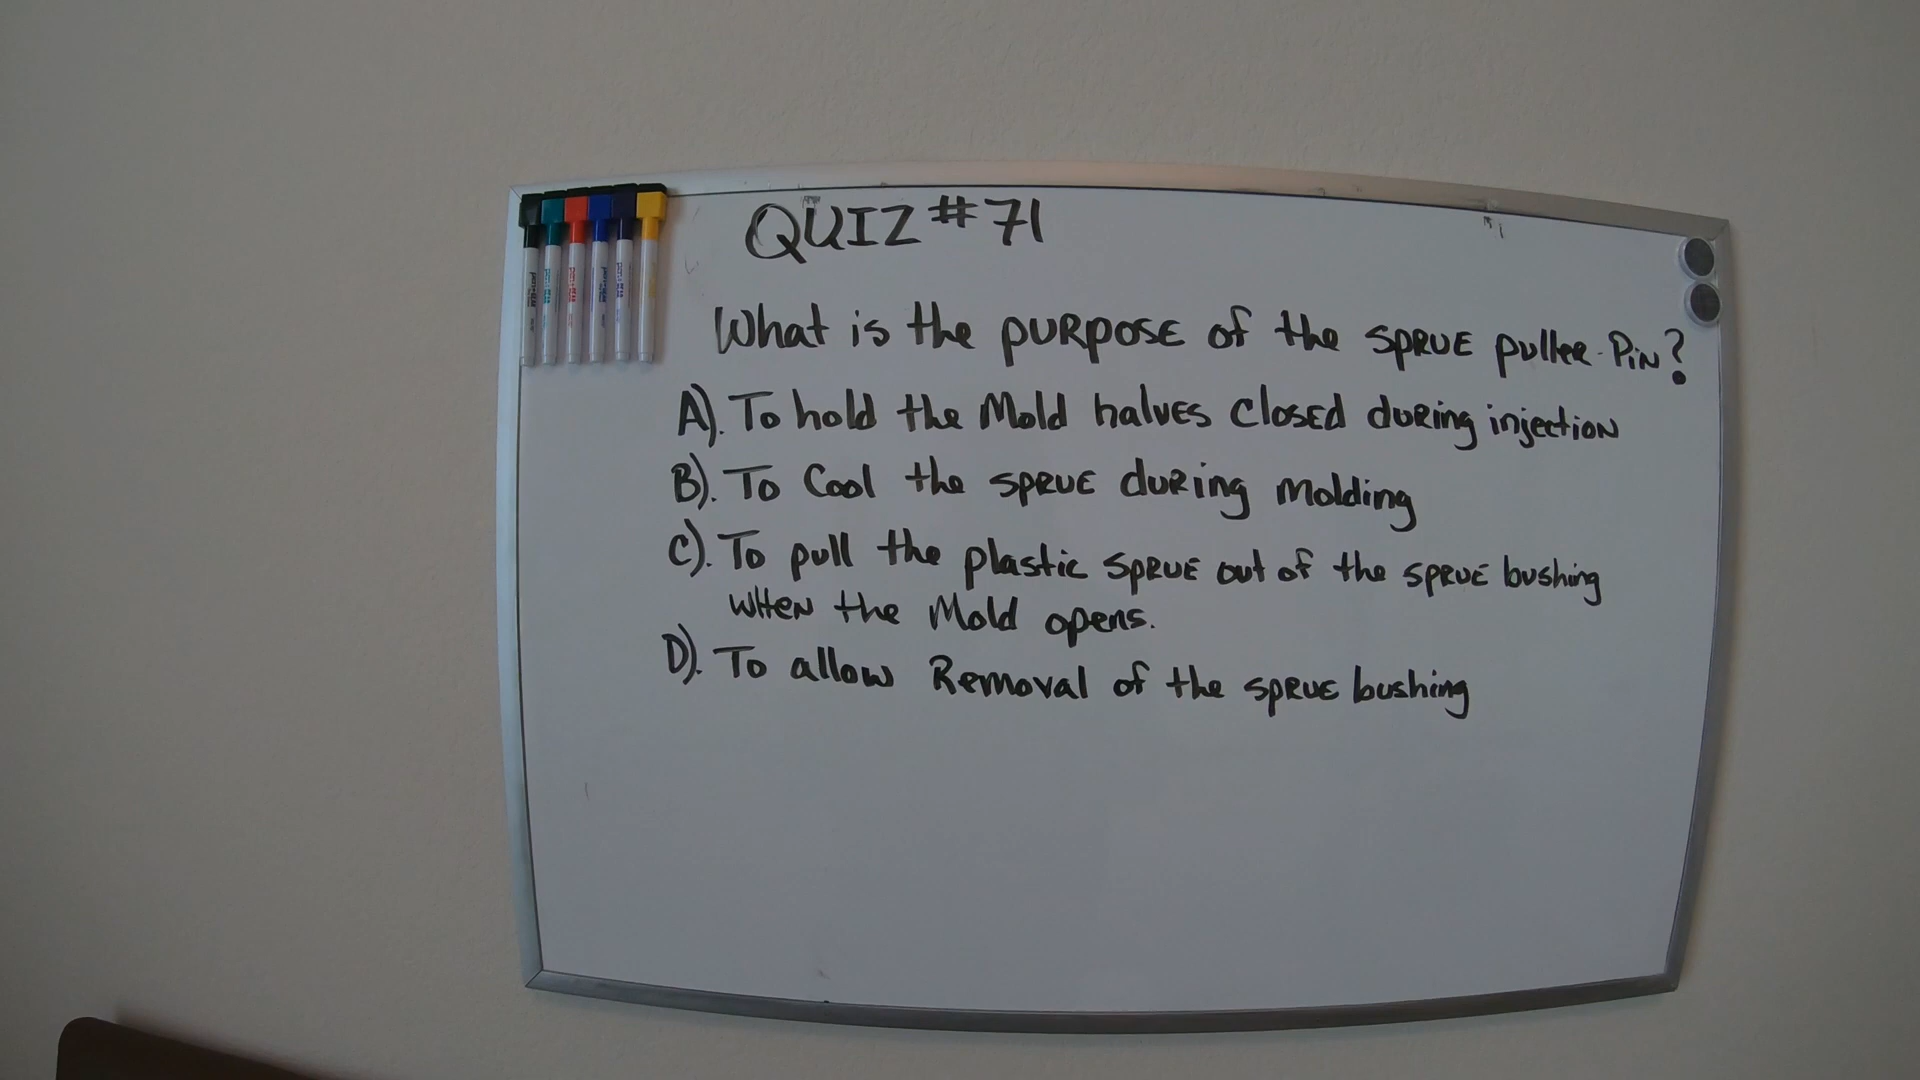 QUIZ #71
What is the purpose of the sprue puller pin?
A). To hold the Mold halves closed during injection
B). To Cool the sprue during molding
C). To pull the plastic sprue out of the sprue bushing
when the Mold opens.
D). To allow Removal of the sprue bushing